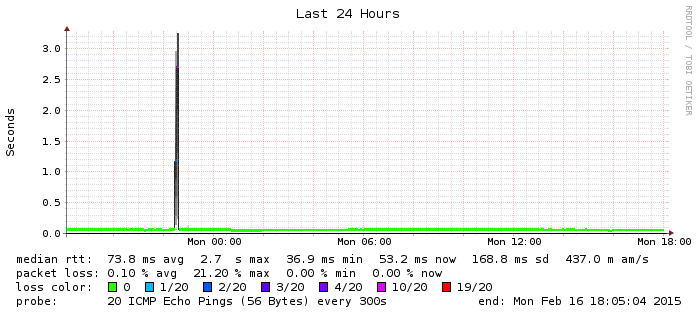 Last 24 Hours
RRDTOOL / TOBI OETIKER
Seconds
3.0
2.5
2.0
1.5
1.0
0.5
0.0
Mon 00:00 Mon 06:00 Mon 12:00 Mon 18:00
median rtt: 73.8 ms avg 2.7 s max 36.9 ms min 53.2 ms now 168.8 ms sd 437.0 m am/s
packet loss: 0.10 % avg 21.20 % max 0.00 % min 0.00 % now
loss color: 0 1/20 2/20 3/20 4/20 10/20 19/20
probe: 20 ICMP Echo Pings (56 Bytes) every 300s end: Mon Feb 16 18:05:04 2015